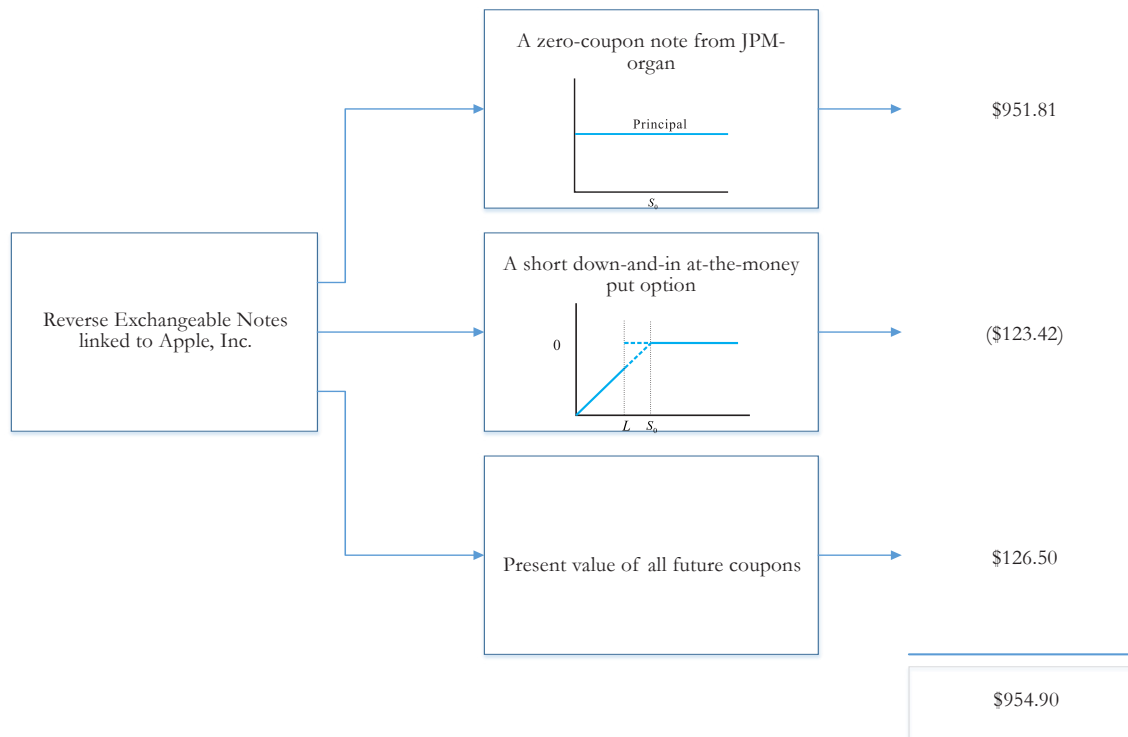 A zero-coupon note from JPM-
organ
Principal
S₀
$951.81
Reverse Exchangeable Notes
linked to Apple, Inc.
A short down-and-in at-the-money
put option
0
L S₀
($123.42)
Present value of all future coupons
$126.50
$954.90